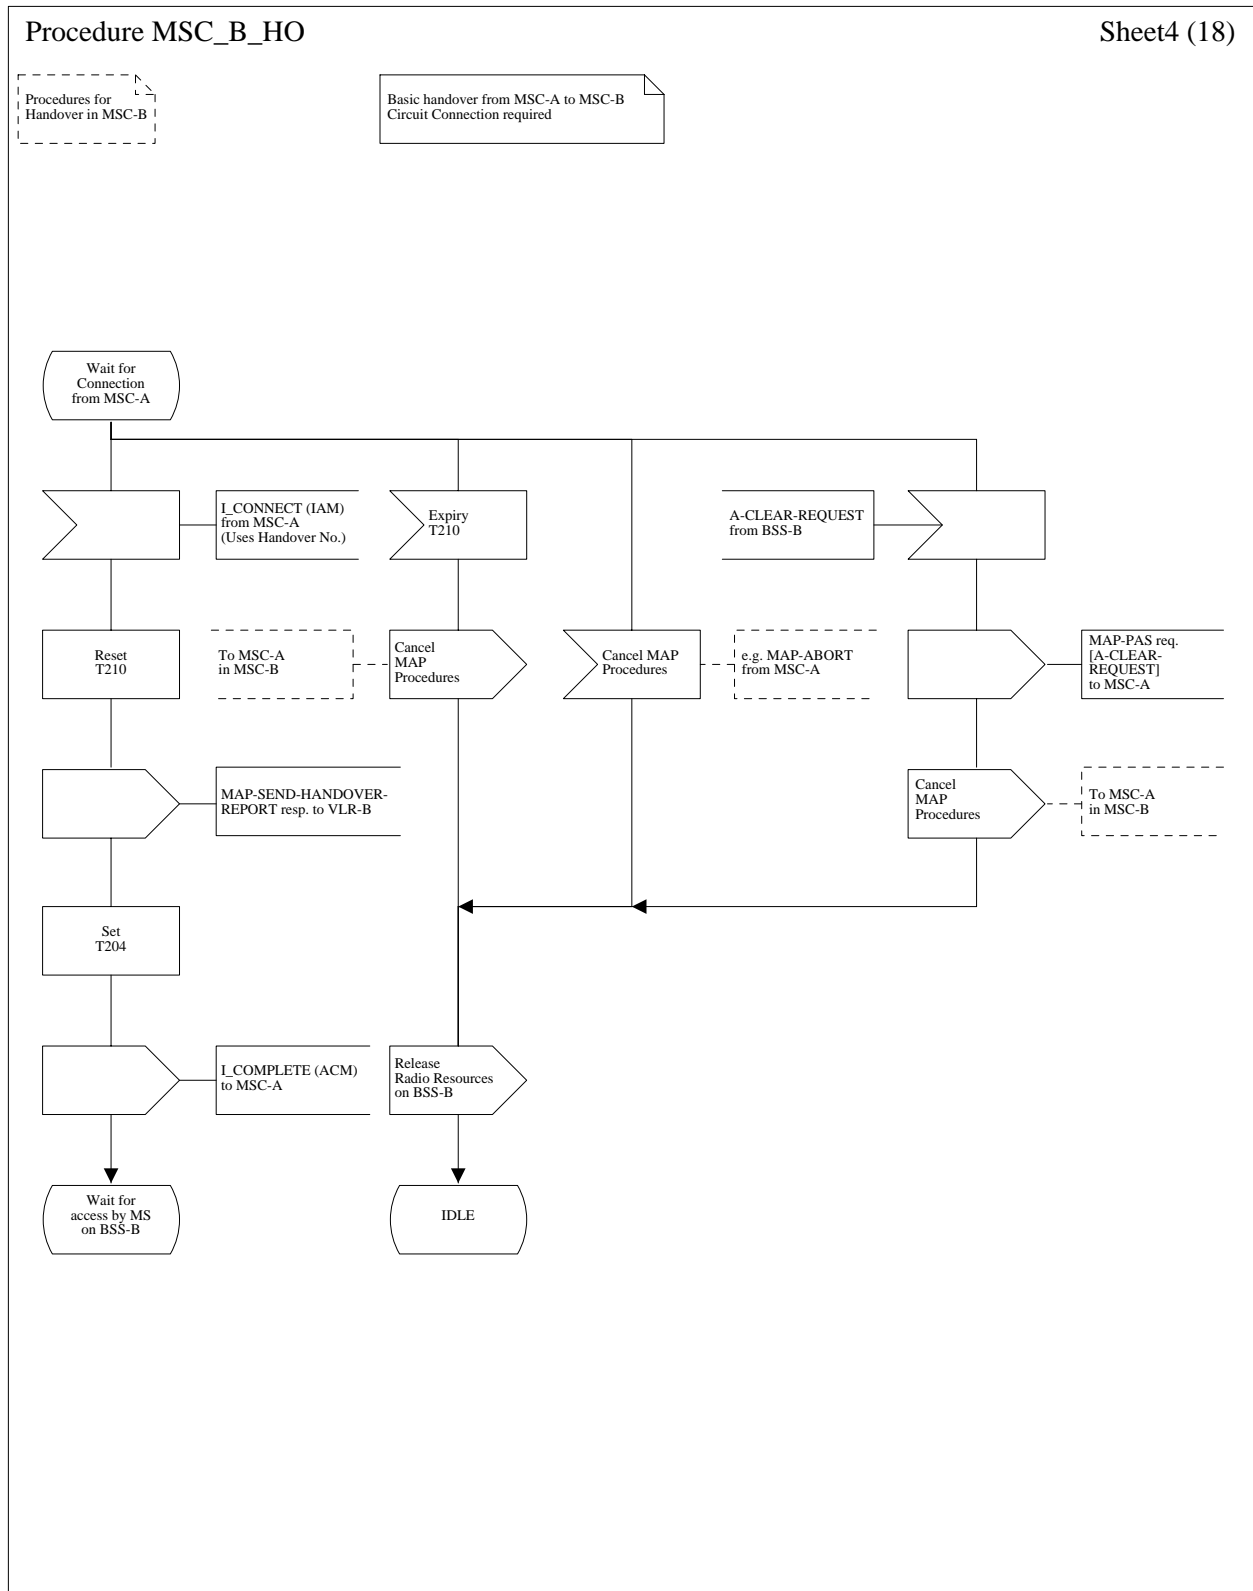 Procedure MSC_B_HO
Sheet4 (18)
Procedures for
Handover in MSC-B
Basic handover from MSC-A to MSC-B
Circuit Connection required
Wait for
Connection
from MSC-A
I_CONNECT (IAM)
from MSC-A
(Uses Handover No.)
Expiry
T210
A-CLEAR-REQUEST
from BSS-B
Reset
T210
To MSC-A
in MSC-B
Cancel
MAP
Procedures
Cancel MAP
Procedures
e.g. MAP-ABORT
from MSC-A
MAP-PAS req.
[A-CLEAR-
REQUEST]
to MSC-A
MAP-SEND-HANDOVER-
REPORT resp. to VLR-B
Cancel
MAP
Procedures
To MSC-A
in MSC-B
Set
T204
I_COMPLETE (ACM)
to MSC-A
Release
Radio Resources
on BSS-B
Wait for
access by MS
on BSS-B
IDLE